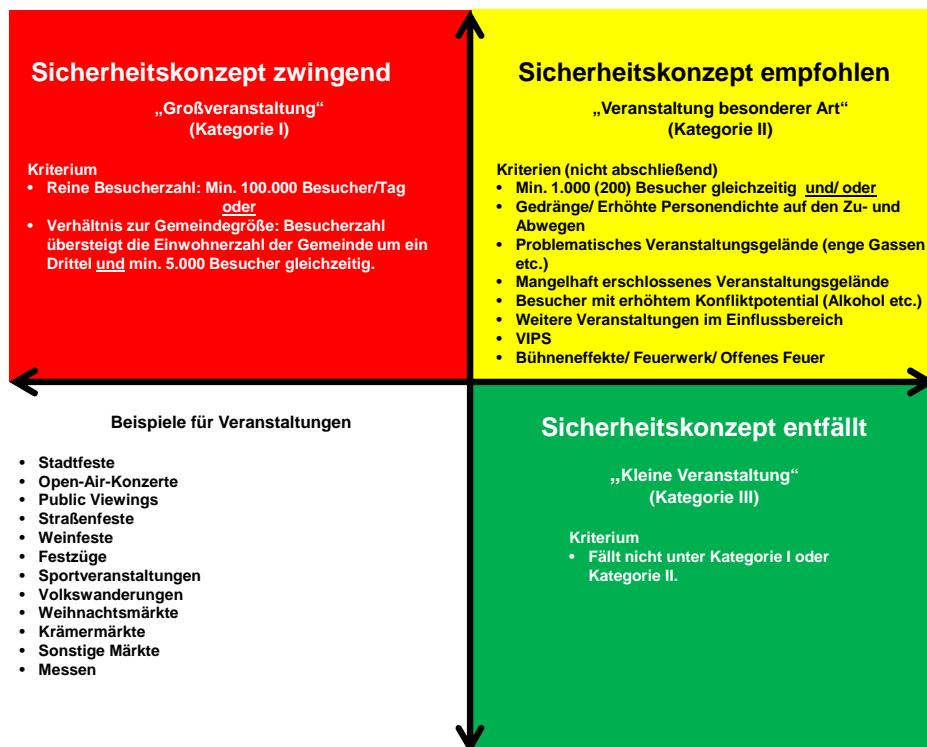 Sicherheitskonzept zwingend
„Großveranstaltung“
(Kategorie I)
Kriterium
• Reine Besucherzahl: Min. 100.000 Besucher/Tag
oder
• Verhältnis zur Gemeindegröße: Besucherzahl
übersteigt die Einwohnerzahl der Gemeinde um ein
Drittel und min. 5.000 Besucher gleichzeitig.
Sicherheitskonzept empfohlen
„Veranstaltung besonderer Art“
(Kategorie II)
Kriterien (nicht abschließend)
• Min. 1.000 (200) Besucher gleichzeitig und/ oder
• Gedränge/ Erhöhte Personendichte auf den Zu- und
Abwegen
• Problematisches Veranstaltungsgelände (enge Gassen
etc.)
• Mangelhaft erschlossenes Veranstaltungsgelände
• Besucher mit erhöhtem Konfliktpotential (Alkohol etc.)
• Weitere Veranstaltungen im Einflussbereich
• VIPS
• Bühneneffekte/ Feuerwerk/ Offenes Feuer
Beispiele für Veranstaltungen
• Stadtfeste
• Open-Air-Konzerte
• Public Viewings
• Straßenfeste
• Weinfeste
• Festzüge
• Sportveranstaltungen
• Volkswanderungen
• Weihnachtsmärkte
• Krämermärkte
• Sonstige Märkte
• Messen
Sicherheitskonzept entfällt
„Kleine Veranstaltung“
(Kategorie III)
Kriterium
• Fällt nicht unter Kategorie I oder
Kategorie II.